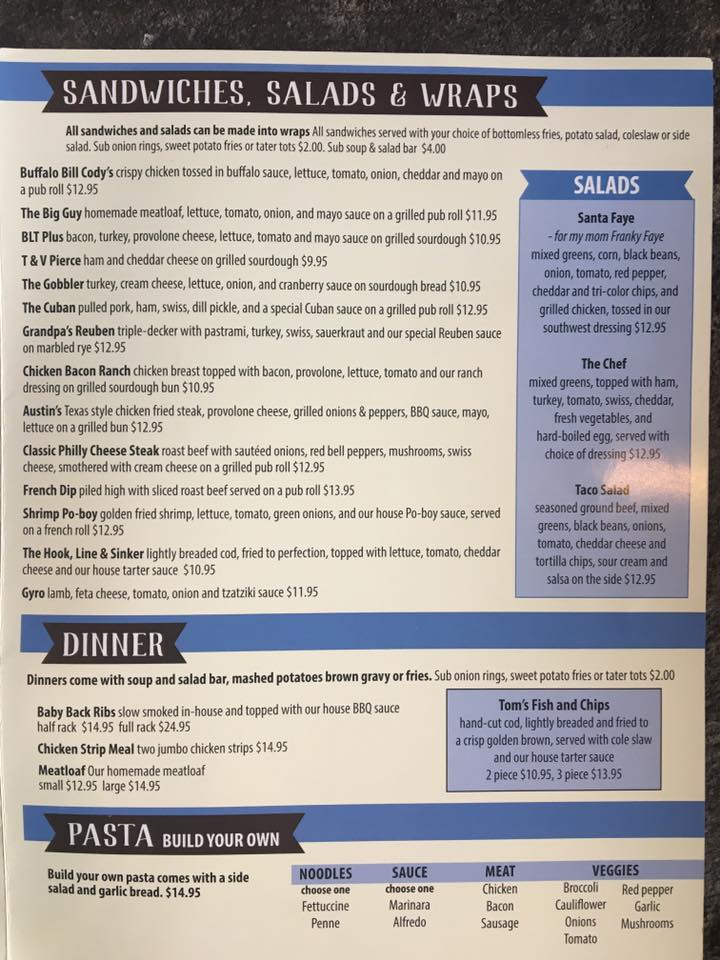 SANDWICHES, SALADS & WRAPS
All sandwiches and salads can be made into wraps All sandwiches served with your choice of bottomless fries, potato salad, coleslaw or side
salad. Sub onion rings, sweet potato fries or tater tots $2.00. Sub soup & salad bar $4.00
Buffalo Bill Cody's crispy chicken tossed in buffalo sauce, lettuce, tomato, onion, cheddar and mayo on
a pub roll $12.95
The Big Guy homemade meatloaf, lettuce, tomato, onion, and mayo sauce on a grilled pub roll $11.95
BLT Plus bacon, turkey, provolone cheese, lettuce, tomato and mayo sauce on grilled sourdough $10.95
T & V Pierce ham and cheddar cheese on grilled sourdough $9.95
The Gobbler turkey, cream cheese, lettuce, onion, and cranberry sauce on sourdough bread $10.95
The Cuban pulled pork, ham, swiss, dill pickle, and a special Cuban sauce on a grilled pub roll $12.95
Grandpa's Reuben triple-decker with pastrami, turkey, swiss, sauerkraut and our special Reuben sauce
on marbled rye $12.95
Chicken Bacon Ranch chicken breast topped with bacon, provolone, lettuce, tomato and our ranch
dressing on grilled sourdough bun $10.95
Austin's Texas style chicken fried steak, provolone cheese, grilled onions & peppers, BBQ sauce, mayo,
lettuce on a grilled bun $12.95
Classic Philly Cheese Steak roast beef with sautéed onions, red bell peppers, mushrooms, swiss
cheese, smothered with cream cheese on a grilled pub roll $12.95
French Dip piled high with sliced roast beef served on a pub roll $13.95
Shrimp Po-boy golden fried shrimp, lettuce, tomato, green onions, and our house Po-boy sauce, served
on a french roll $12.95
The Hook, Line & Sinker lightly breaded cod, fried to perfection, topped with lettuce, tomato, cheddar
cheese and our house tarter sauce $10.95
Gyro lamb, feta cheese, tomato, onion and tzatziki sauce $11.95
SALADS
Santa Faye
- for my mom Franky Faye
mixed greens, corn, black beans,
onion, tomato, red pepper,
cheddar and tri-color chips, and
grilled chicken, tossed in our
southwest dressing $12.95
The Chef
mixed greens, topped with ham,
turkey, tomato, swiss, cheddar,
fresh vegetables, and
hard-boiled egg, served with
choice of dressing $12.95
Taco Salad
seasoned ground beef, mixed
greens, black beans, onions,
tomato, cheddar cheese and
tortilla chips, sour cream and
salsa on the side $12.95
DINNER
Dinners come with soup and salad bar, mashed potatoes brown gravy or fries. Sub onion rings, sweet potato fries or tater tots $2.00
Baby Back Ribs slow smoked in-house and topped with our house BBQ sauce
half rack $14.95 full rack $24.95
Chicken Strip Meal two jumbo chicken strips $14.95
Meatloaf Our homemade meatloaf
small $12.95 large $14.95
Tom's Fish and Chips
hand-cut cod, lightly breaded and fried to
a crisp golden brown, served with cole slaw
and our house tarter sauce
2 piece $10.95, 3 piece $13.95
PASTA BUILD YOUR OWN
Build your own pasta comes with a side
salad and garlic bread. $14.95
NOODLES
choose one
Fettuccine
Penne
SAUCE
choose one
Marinara
Alfredo
MEAT
Chicken
Bacon
Sausage
VEGGIES
Broccoli
Cauliflower
Onions
Tomato
Red pepper
Garlic
Mushrooms